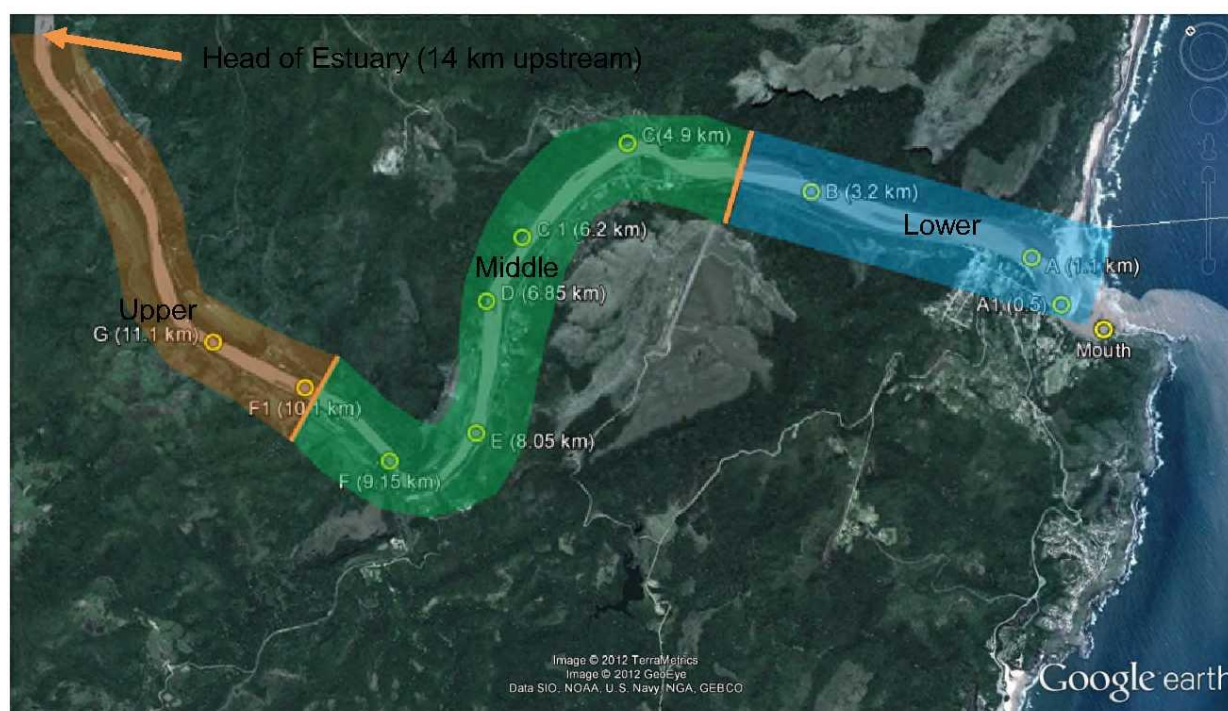 Head of Estuary (14 km upstream)
C(4.9 km)
B (3.2 km)
Lower
C 1 (6.2 km)
Middle
A (1.1 km)
D (6.85 km)
A1 (0.5)
Upper
G (11.1 km)
Mouth
F1 (10.1 km)
E (8.05 km)
F (9.15 km)
Image © 2012 TerraMetrics
Image © 2012 GeoEye
Data SIO, NOAA, U.S. Navy, NGA, GEBCO
Google earth